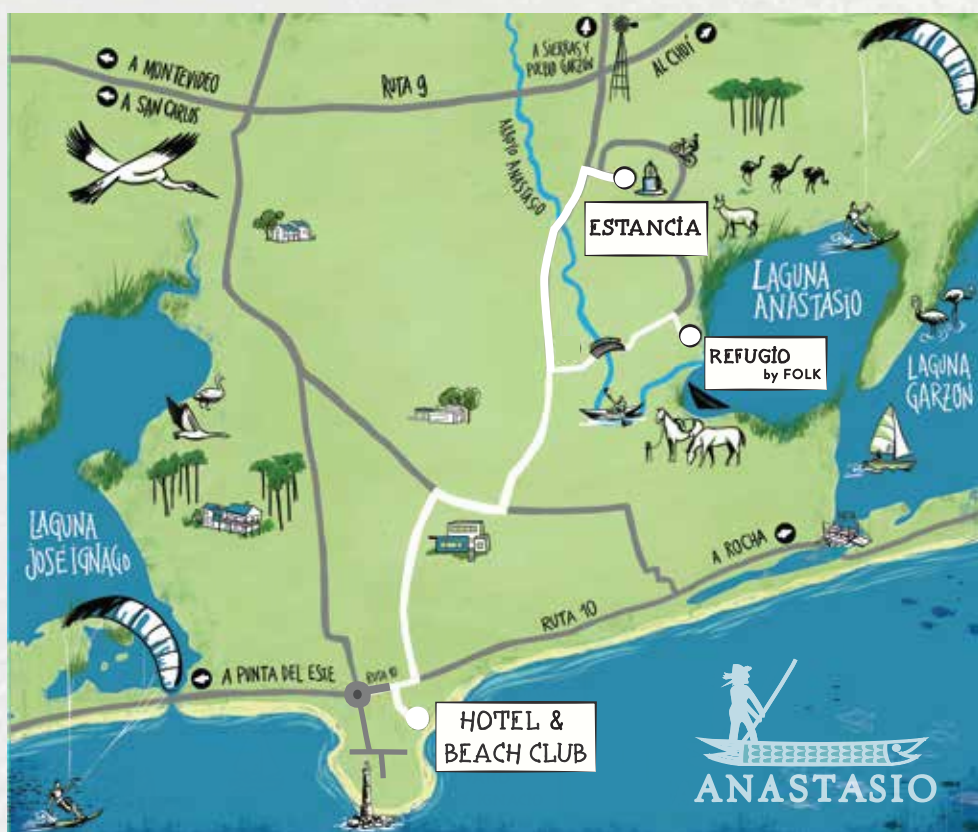 A SIERRAS Y
PUEBLO GARZÓN
AL CHUÍ
A MONTEVIDEO
RUTA 9
A SAN CARLOS
ARROYO ANASTASIO
ESTANCIA
LAGUNA
ANASTASIO
REFUGIO
by FOLK
LAGUNA
GARZÓN
LAGUNA
JOSÉ IGNACIO
A ROCHA
RUTA 10
A PUNTA DEL ESTE
RUTA 10
HOTEL &
BEACH CLUB
ANASTASIO